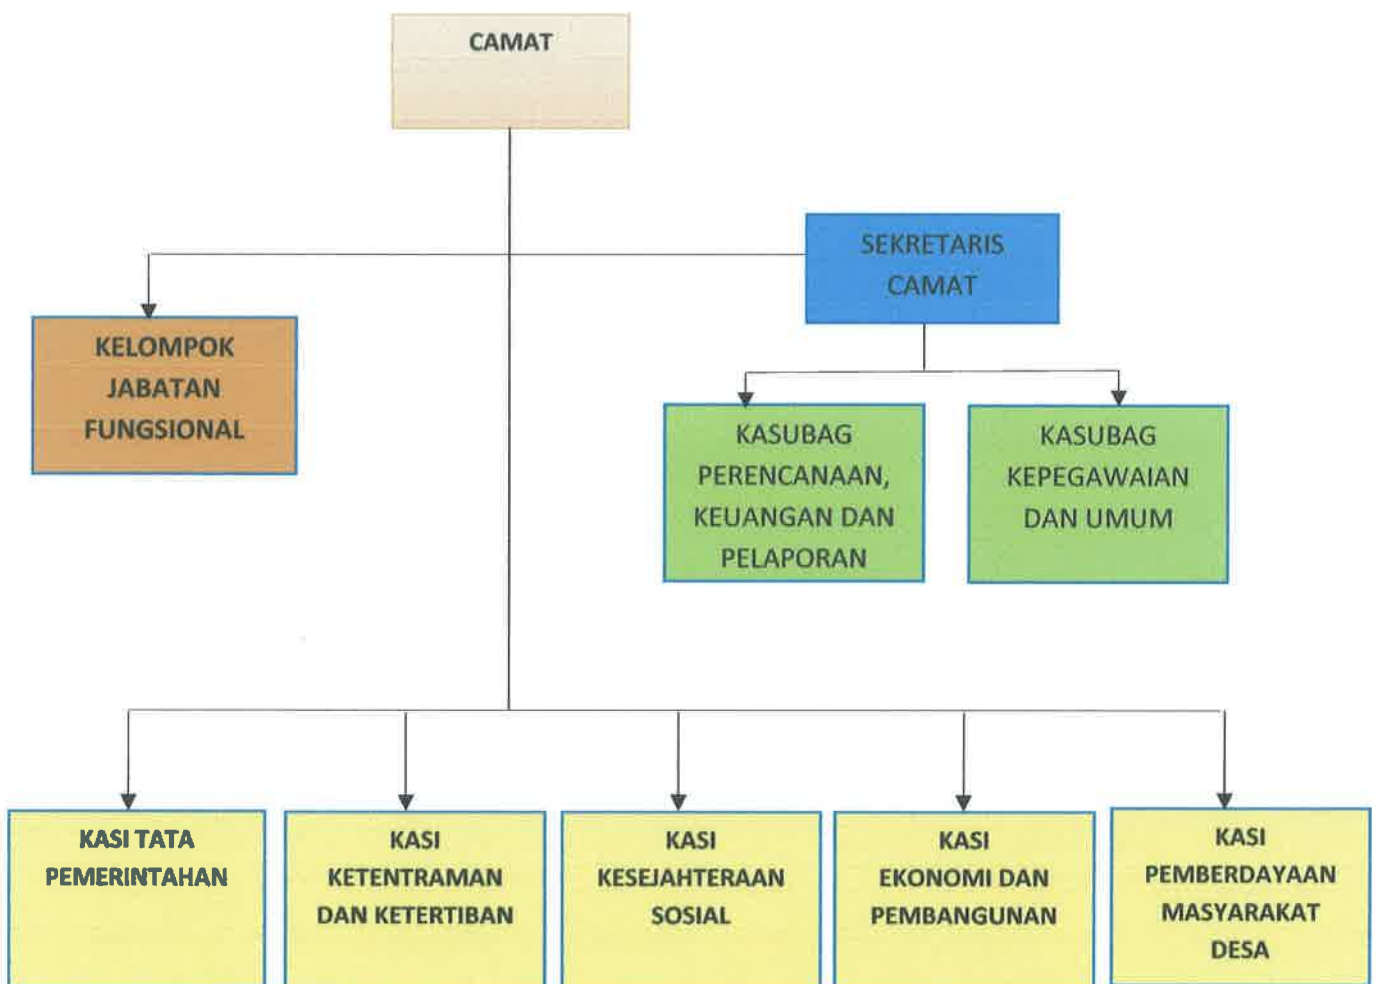 CAMAT
SEKRETARIS
CAMAT
KELOMPOK
JABATAN
FUNGSIONAL
KASUBAG
PERENCANAAN,
KEUANGAN DAN
PELAPORAN
KASUBAG
KEPEGAWAIAN
DAN UMUM
KASI TATA
PEMERINTAHAN
KASI
KETENTRAMAN
DAN KETERTIBAN
KASI
KESEJAHTERAAN
SOSIAL
KASI
EKONOMI DAN
PEMBANGUNAN
KASI
PEMBERDAYAAN
MASYARAKAT
DESA